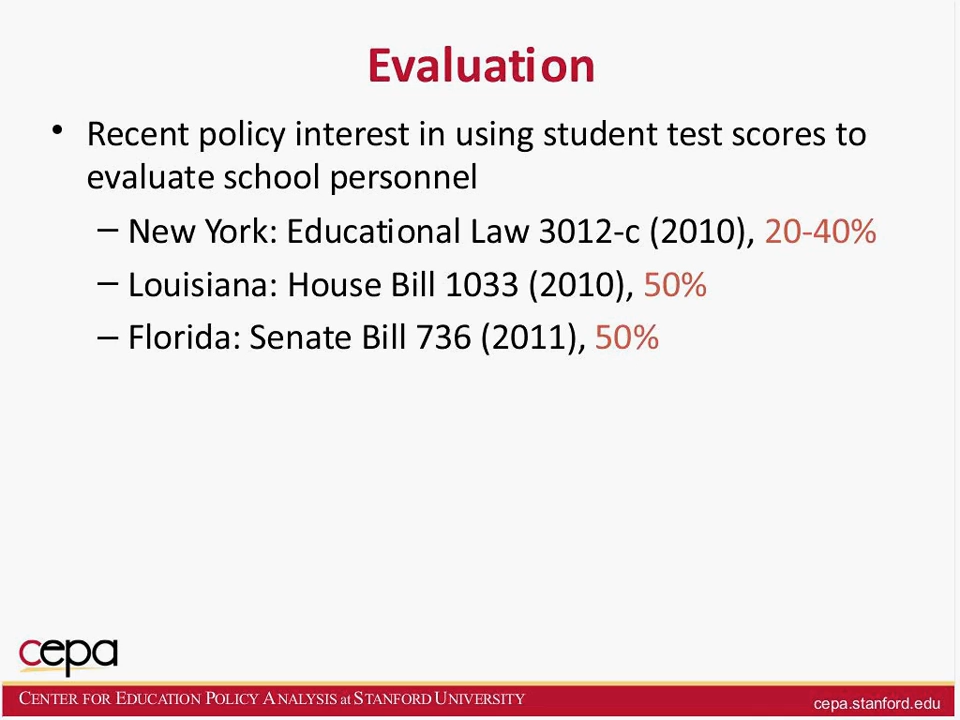 Evaluation
• Recent policy interest in using student test scores to
evaluate school personnel
– New York: Educational Law 3012-c (2010), 20-40%
– Louisiana: House Bill 1033 (2010), 50%
– Florida: Senate Bill 736 (2011), 50%
cepa
CENTER FOR EDUCATION POLICY ANALYSIS at STANFORD UNIVERSITY
cepa.stanford.edu